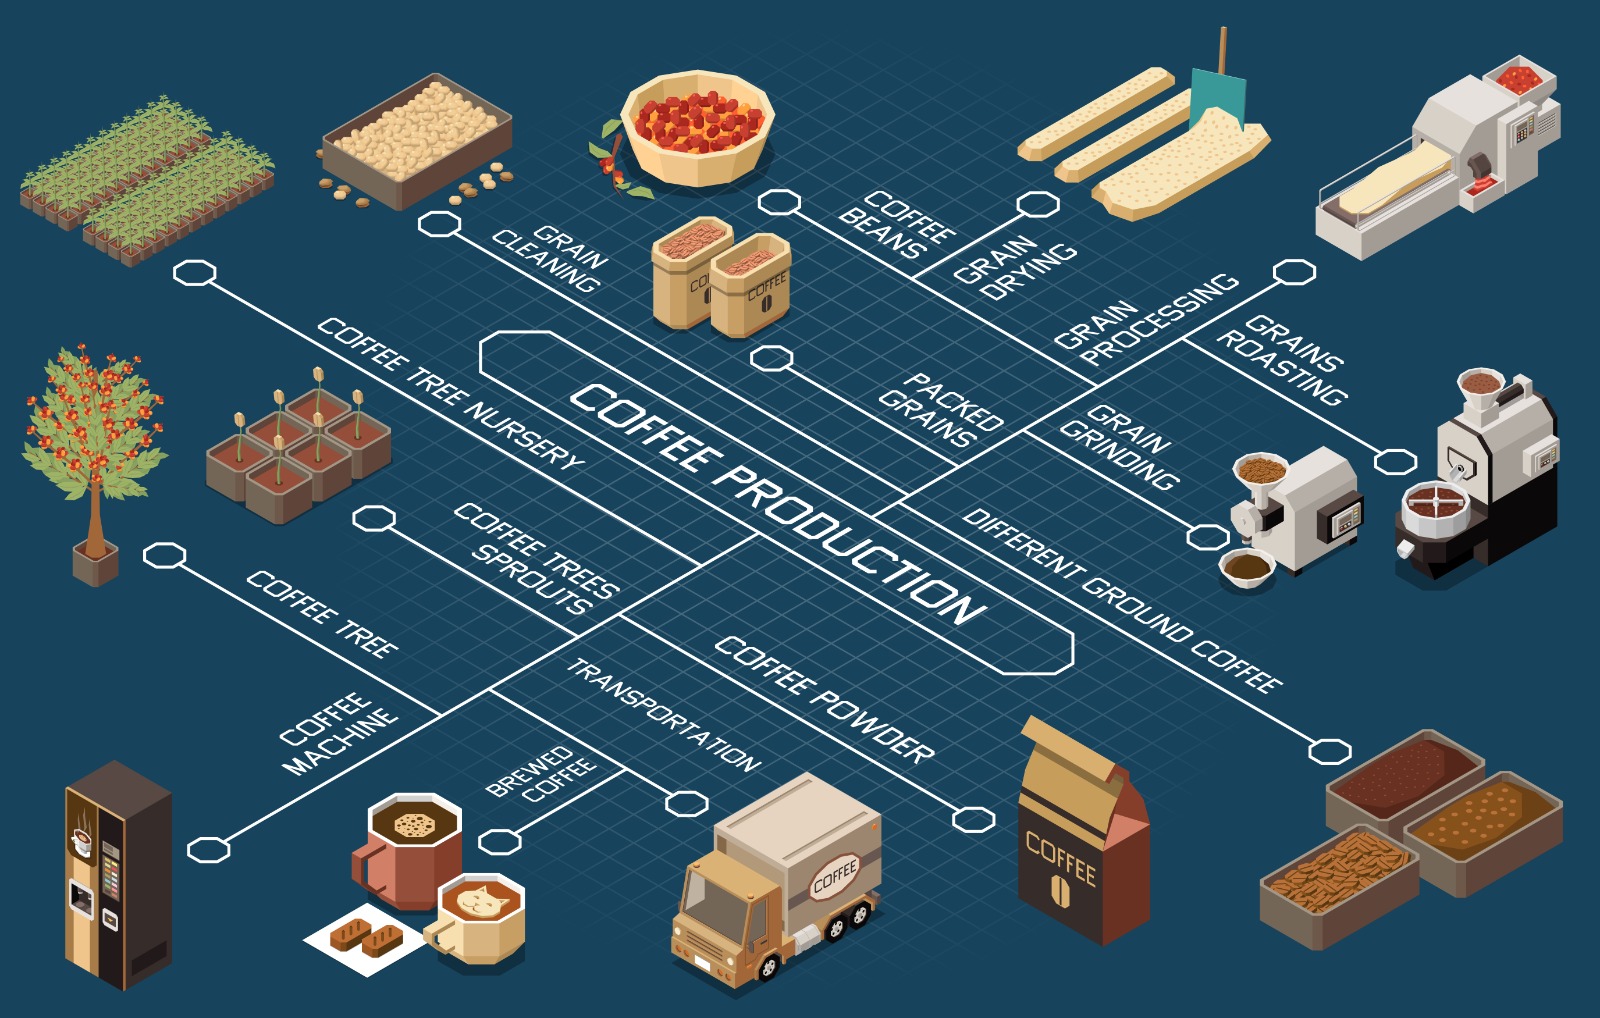 COFFEE
BEANS
GRAIN
DRYING
GRAIN
CLEANING
COFFEE
GRAIN
PROCESSING
GRAINS
ROASTING
COFFEE TREE NURSERY
PACKED
GRAINS
GRAIN
GRINDING
COFFEE PRODUCTION
COFFEE TREES
SPROUTS
DIFFERENT GROUND COFFEE
COFFEE TREE
TRANSPORTATION
COFFEE POWDER
COFFEE
MACHINE
BREWED
COFFEE
COFFEE
COFFEE